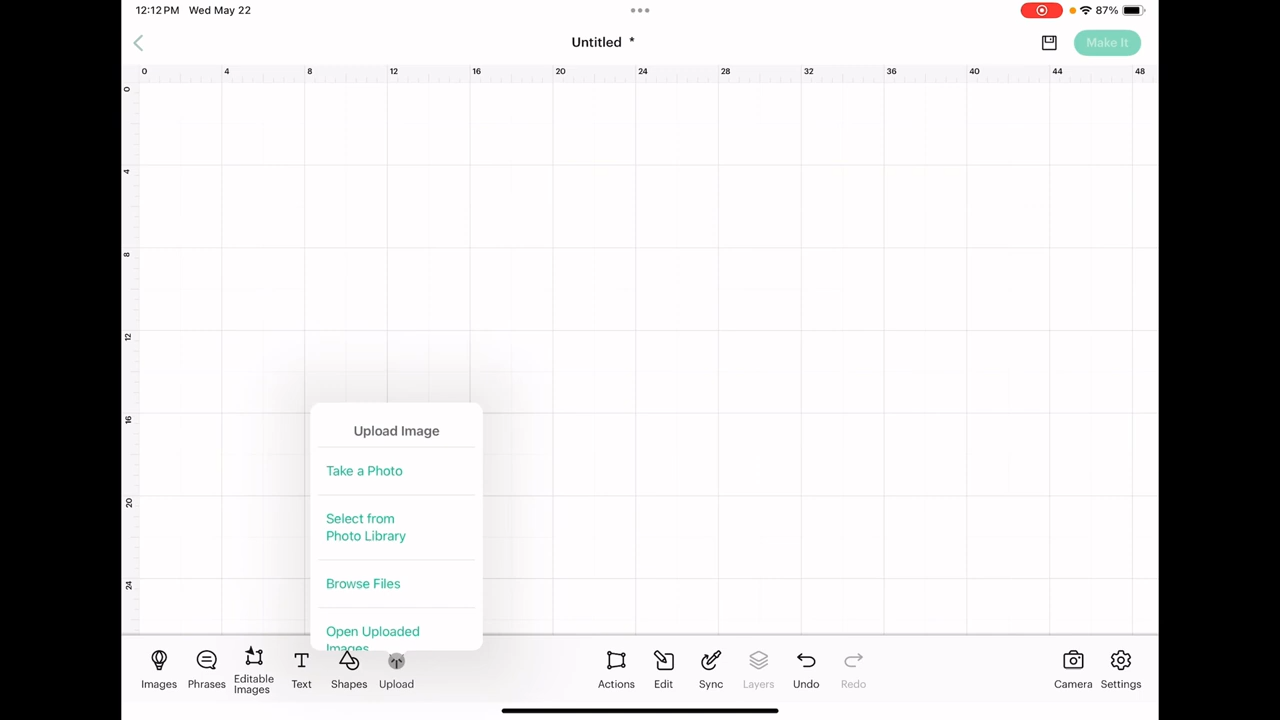 12:12 PM Wed May 22
87%
Untitled *
Make It
0 4 8 12 16 20 24 28 32 36 40 44 48
0
4
8
12
16
20
24
Upload Image
Take a Photo
Select from
Photo Library
Browse Files
Open Uploaded
Images
Images Phrases Editable Images Text Shapes Upload Actions Edit Sync Layers Undo Redo Camera Settings